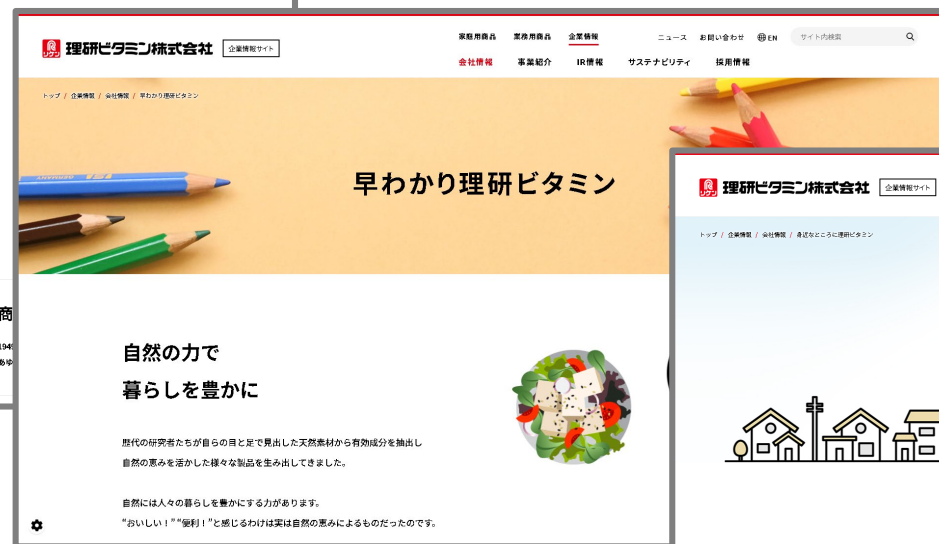 リケン
理研ビタミン株式会社
企業情報サイト
家庭用商品 業務用商品 企業情報 ニュース お問い合わせ EN サイト内検索
会社情報 事業紹介 IR情報 サステナビリティ 採用情報
トップ / 企業情報 / 会社情報 / 早わかり理研ビタミン
早わかり理研ビタミン
自然の力で
暮らしを豊かに
歴代の研究者たちが自らの目と足で見出した天然素材から有効成分を抽出し
自然の恵みを活かした様々な製品を生み出してきました。
自然には人々の暮らしを豊かにする力があります。
“おいしい！”“便利！”と感じるわけは実は自然の恵みによるものだったのです。
リケン
理研ビタミン株式会社
企業情報サイト
トップ / 企業情報 / 会社情報 / 身近なところに理研ビタミン
商
1949
あゆ